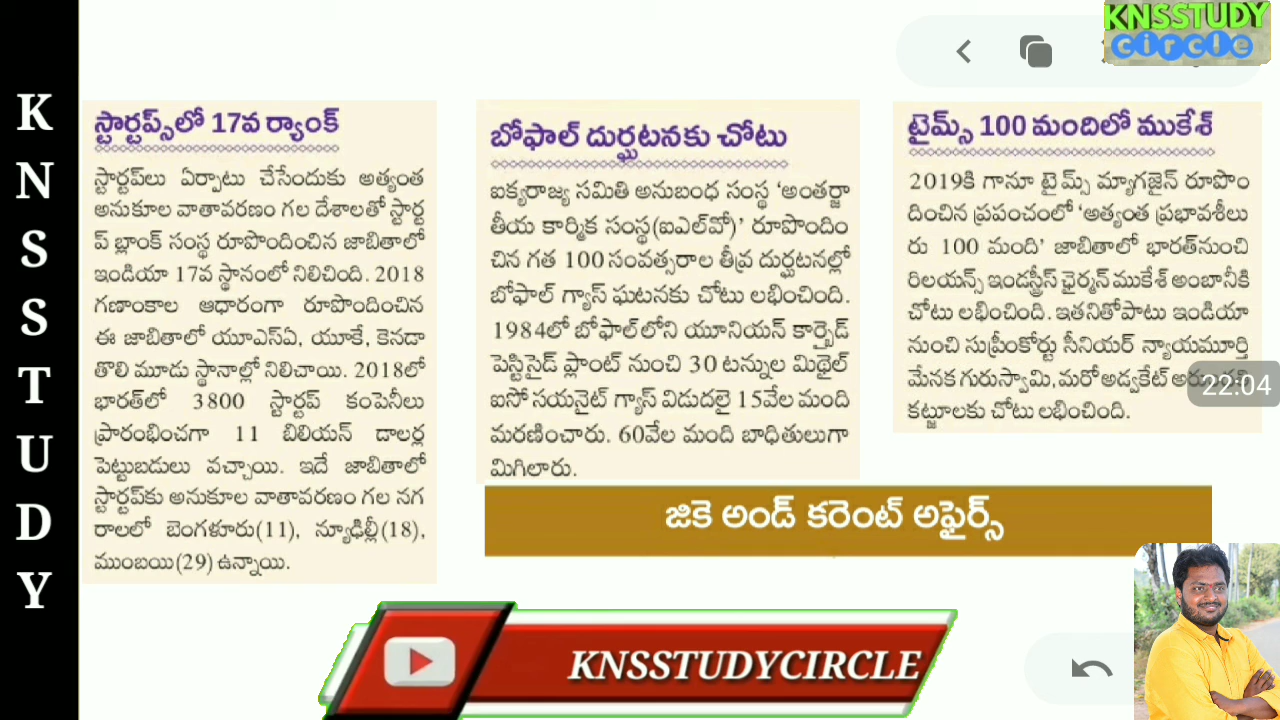 KNSSTUDY
circle
K
N
S
S
T
U
D
Y
స్టార్టప్స్‌లో 17వ ర్యాంక్
స్టార్టప్‌లు ఏర్పాటు చేసేందుకు అత్యంత
అనుకూల వాతావరణం గల దేశాలతో స్టార్ట
ప్ బ్లాంక్ సంస్థ రూపొందించిన జాబితాలో
ఇండియా 17వ స్థానంలో నిలిచింది. 2018
గణాంకాల ఆధారంగా రూపొందించిన
ఈ జాబితాలో యూఎస్ఏ, యూకే, కెనడా
తొలి మూడు స్థానాల్లో నిలిచాయి. 2018లో
భారత్‌లో 3800 స్టార్టప్ కంపెనీలు
ప్రారంభించగా 11 బిలియన్ డాలర్ల
పెట్టుబడులు వచ్చాయి. ఇదే జాబితాలో
స్టార్టప్‌కు అనుకూల వాతావరణం గల నగ
రాలలో బెంగళూరు(11), న్యూఢిల్లీ(18),
ముంబయి(29) ఉన్నాయి.
బోఫాల్ దుర్ఘటనకు చోటు
ఐక్యరాజ్య సమితి అనుబంధ సంస్థ ‘అంతర్జా
తీయ కార్మిక సంస్థ(ఐఎల్‌వో)’ రూపొందిం
చిన గత 100 సంవత్సరాల తీవ్ర దుర్ఘటనల్లో
బోఫాల్ గ్యాస్ ఘటనకు చోటు లభించింది.
1984లో బోఫాల్‌లోని యూనియన్ కార్బైడ్
పెస్టిసైడ్ ప్లాంట్ నుంచి 30 టన్నుల మిథైల్
ఐసో సయనైట్ గ్యాస్ విడుదలై 15వేల మంది
మరణించారు. 60వేల మంది బాధితులుగా
మిగిలారు.
టైమ్స్ 100 మందిలో ముకేశ్
2019కి గానూ టైమ్స్ మ్యాగజైన్ రూపొం
దించిన ప్రపంచంలో ‘అత్యంత ప్రభావశీలు
రు 100 మంది’ జాబితాలో భారత్‌నుంచి
రిలయన్స్ ఇండస్ట్రీస్ ఛైర్మన్ ముకేశ్ అంబానీకి
చోటు లభించింది. ఇతనితోపాటు ఇండియా
నుంచి సుప్రీంకోర్టు సీనియర్ న్యాయమూర్తి
మేనక గురుస్వామి, మరో అడ్వకేట్
22:04
కట్జూలకు చోటు లభించింది.
జికె అండ్ కరెంట్ అఫైర్స్
KNSSTUDYCIRCLE